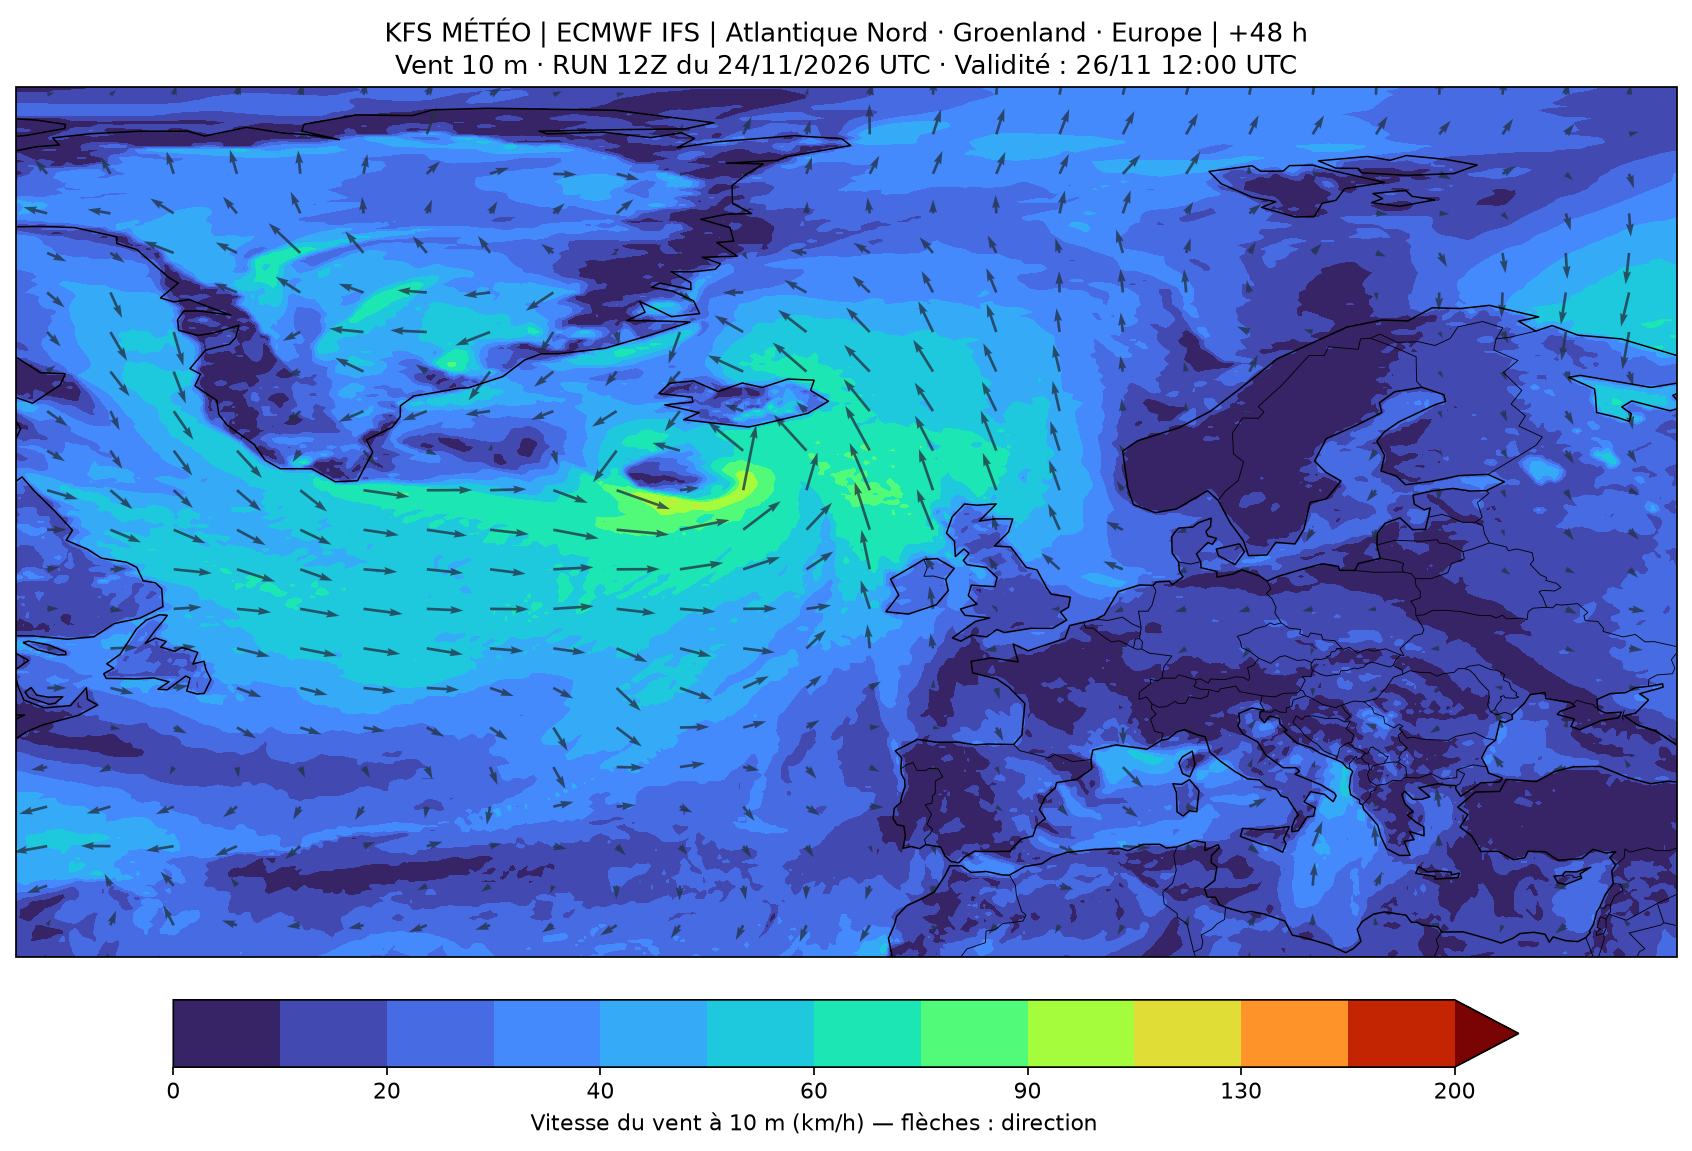 KFS MÉTÉO | ECMWF IFS | Atlantique Nord · Groenland · Europe | +48 h
Vent 10 m · RUN 12Z du 24/11/2026 UTC · Validité : 26/11 12:00 UTC
0 20 40 60 90 130 200
Vitesse du vent à 10 m (km/h) — flèches : direction